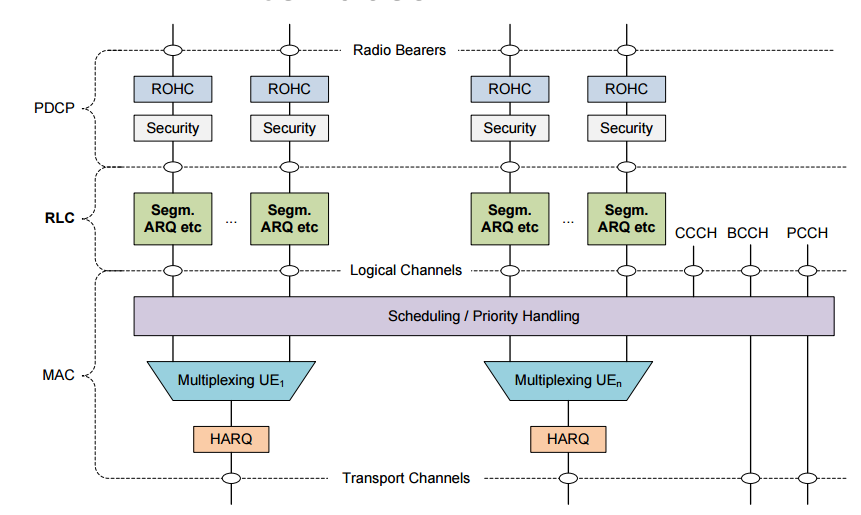 Radio Bearers
ROHC
ROHC
ROHC
ROHC
PDCP
Security
Security
Security
Security
RLC
Segm.
ARQ etc
...
Segm.
ARQ etc
Segm.
ARQ etc
...
Segm.
ARQ etc
CCCH
BCCH
PCCH
Logical Channels
Scheduling / Priority Handling
MAC
Multiplexing UE1
Multiplexing UEn
HARQ
HARQ
Transport Channels